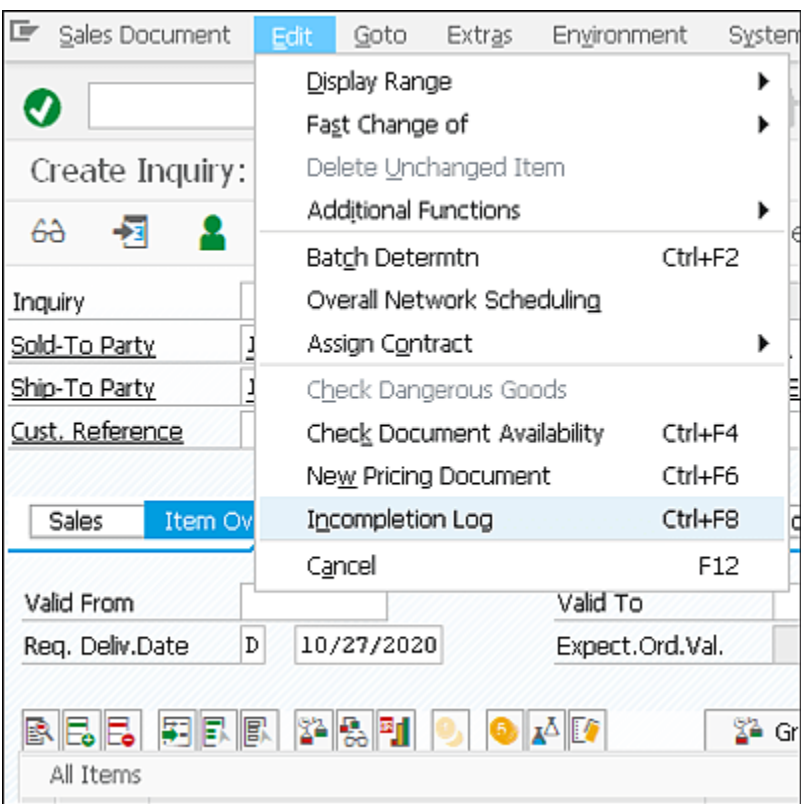 Sales Document Edit Goto Extras Environment System
Display Range
Fast Change of
Create Inquiry:
Delete Unchanged Item
Additional Functions
Batch Determtn Ctrl+F2
Inquiry
Overall Network Scheduling
Sold-To Party
Assign Contract
Ship-To Party
Check Dangerous Goods
Cust. Reference
Check Document Availability Ctrl+F4
New Pricing Document Ctrl+F6
Sales Item Ov
Incompletion Log Ctrl+F8
Cancel F12
Valid From Valid To
Req. Deliv.Date D 10/27/2020 Expect.Ord.Val.
Gr
All Items